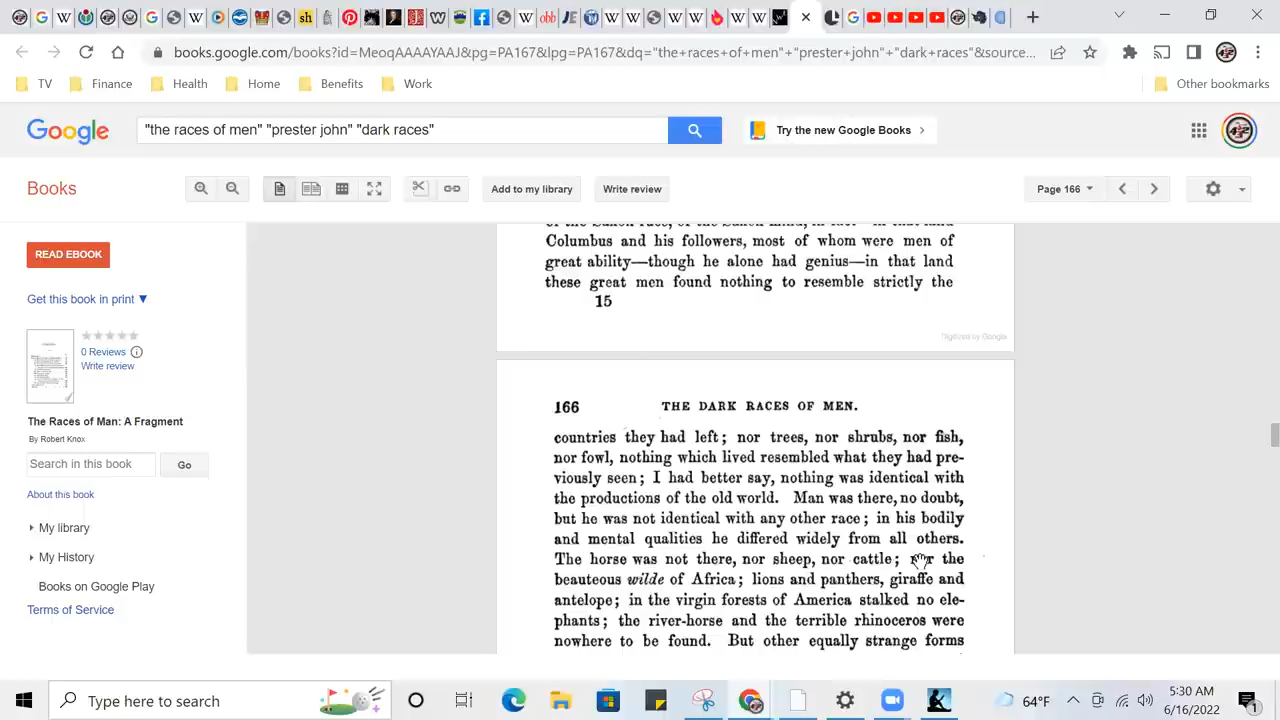 books.google.com/books?id=MeoqAAAAYAAJ&pg=PA167&lpg=PA167&dq="the+races+of+men"+"prester+john"+"dark+races"&source...
TV Finance Health Home Benefits Work Other bookmarks
Google "the races of men" "prester john" "dark races" Try the new Google Books
Books Add to my library Write review Page 166
READ EBOOK
Get this book in print ▼
0 Reviews
Write review
The Races of Man: A Fragment
By Robert Knox
Search in this book Go
About this book
My library
My History
Books on Google Play
Terms of Service
Columbus and his followers, most of whom were men of
great ability—though he alone had genius—in that land
these great men found nothing to resemble strictly the
15
Digitized by Google
166 THE DARK RACES OF MEN.
countries they had left; nor trees, nor shrubs, nor fish,
nor fowl, nothing which lived resembled what they had pre-
viously seen; I had better say, nothing was identical with
the productions of the old world. Man was there, no doubt,
but he was not identical with any other race; in his bodily
and mental qualities he differed widely from all others.
The horse was not there, nor sheep, nor cattle; the
beauteous wilde of Africa; lions and panthers, giraffe and
antelope; in the virgin forests of America stalked no ele-
phants; the river-horse and the terrible rhinoceros were
nowhere to be found. But other equally strange forms
Type here to search
64°F
5:30 AM
6/16/2022
1